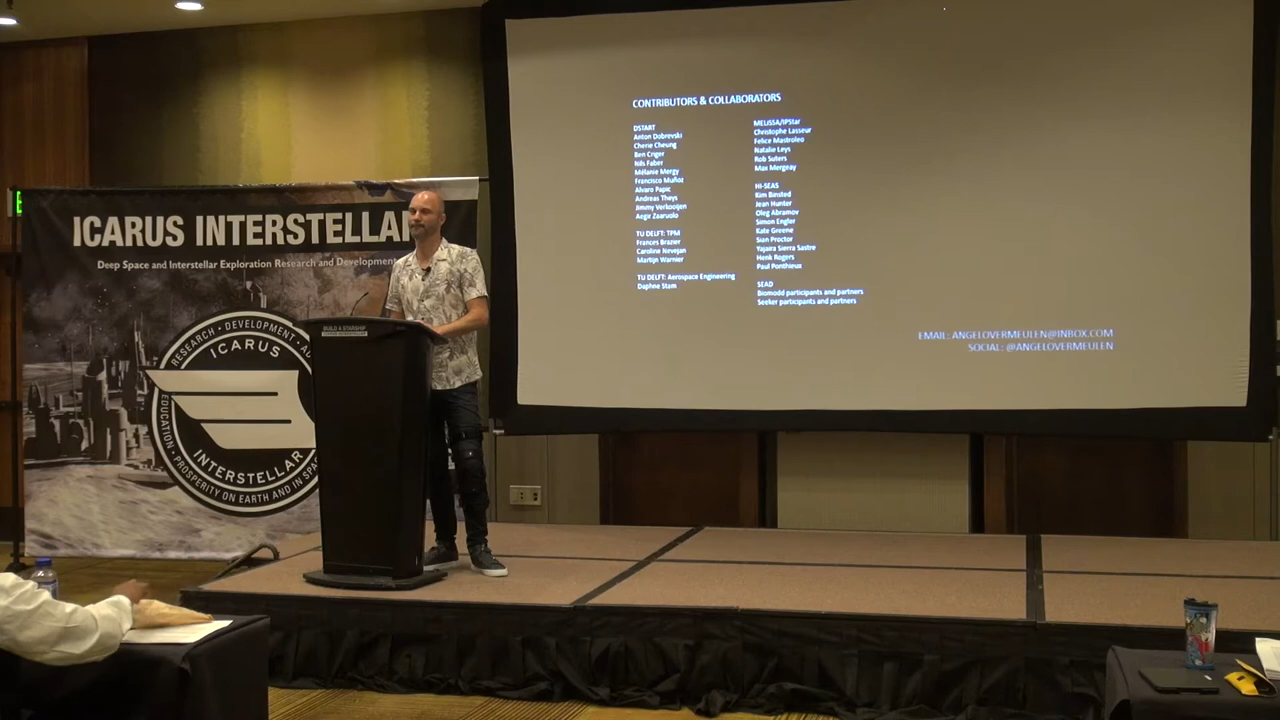 ICARUS INTERSTELLAR
Deep Space and Interstellar Exploration Research and Development
RESEARCH • DEVELOPMENT •
ICARUS
INTERSTELLAR
EDUCATION • PROSPERITY ON EARTH AND IN
BUILD A STARSHIP
CONTRIBUTORS & COLLABORATORS
DSTART
Anton Dobrevski
Cherie Cheung
Ben Criger
Nils Faber
Mélanie Mergy
Francisco Muñoz
Alvaro Papic
Andreas Theys
Jimmy Verkooijen
Aogir Zaaruolo
TU DELFT: TPM
Frances Brazier
Caroline Nevejan
Martijn Warnier
TU DELFT: Aerospace Engineering
Daphne Stam
MELiSSA/IPStar
Christophe Lasseur
Felice Mastroleo
Natalie Leys
Rob Suters
Max Mergeay
HI-SEAS
Kim Binsted
Jean Hunter
Oleg Abramov
Simon Engler
Kate Greene
Sian Proctor
Yajaira Sierra Sastre
Henk Rogers
Paul Ponthieux
SEAD
Biomodd participants and partners
Seeker participants and partners
EMAIL: ANGELOVERMEULEN@INBOX.COM
SOCIAL: @ANGELOVERMEULEN